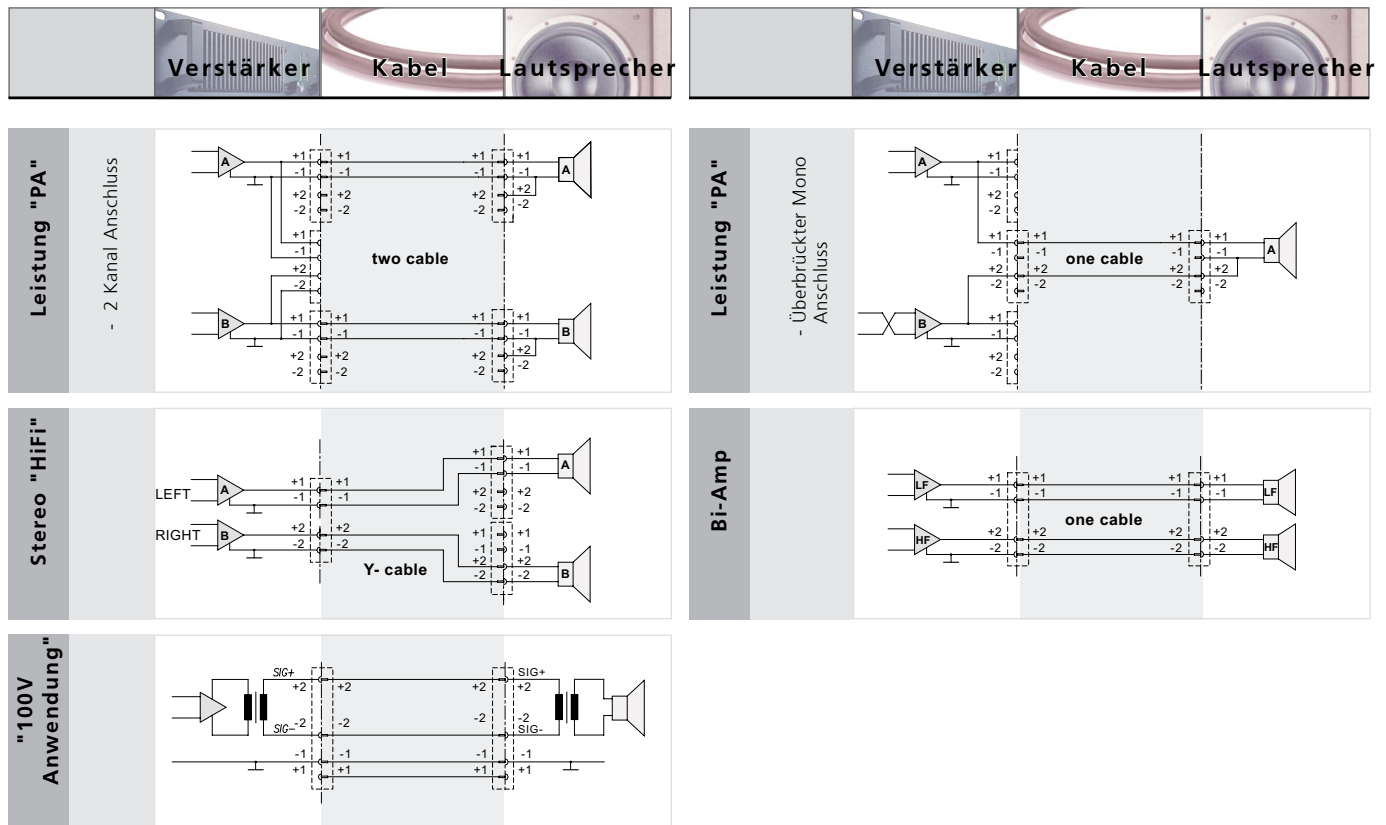 Verstärker Kabel Lautsprecher
Verstärker Kabel Lautsprecher
Leistung "PA"
- 2 Kanal Anschluss
A +1 +1 +1 +1 A
-1 -1 -1 -1
+2 +2 +2 +2
-2 -2 -2 -2
+1
-1
+2
-2
two cable
B +1 +1 +1 +1 B
-1 -1 -1 -1
+2 +2 +2 +2
-2 -2 -2 -2
Leistung "PA"
- Überbrückter Mono
Anschluss
A +1
-1
+2
-2
+1 +1 +1 +1 A
-1 -1 -1 -1
one cable
+2 +2 +2 +2
-2 -2 -2 -2
B +1
-1
+2
-2
Stereo "HiFi"
+1 +1 A
-1 -1
+2 +2
-2 -2
LEFT A +1 +1
-1 -1
RIGHT B +2 +2
-2 -2
+1 +1
-1 -1
+2 +2 B
-2 -2
Y- cable
Bi-Amp
LF +1 +1 +1 +1 LF
-1 -1 -1 -1
one cable
HF +2 +2 +2 +2 HF
-2 -2 -2 -2
"100V
Anwendung"
SIG+ SIG+
+2 +2 +2 +2
-2 -2 -2 -2
SIG– SIG-
-1 -1 -1 -1
+1 +1 +1 +1